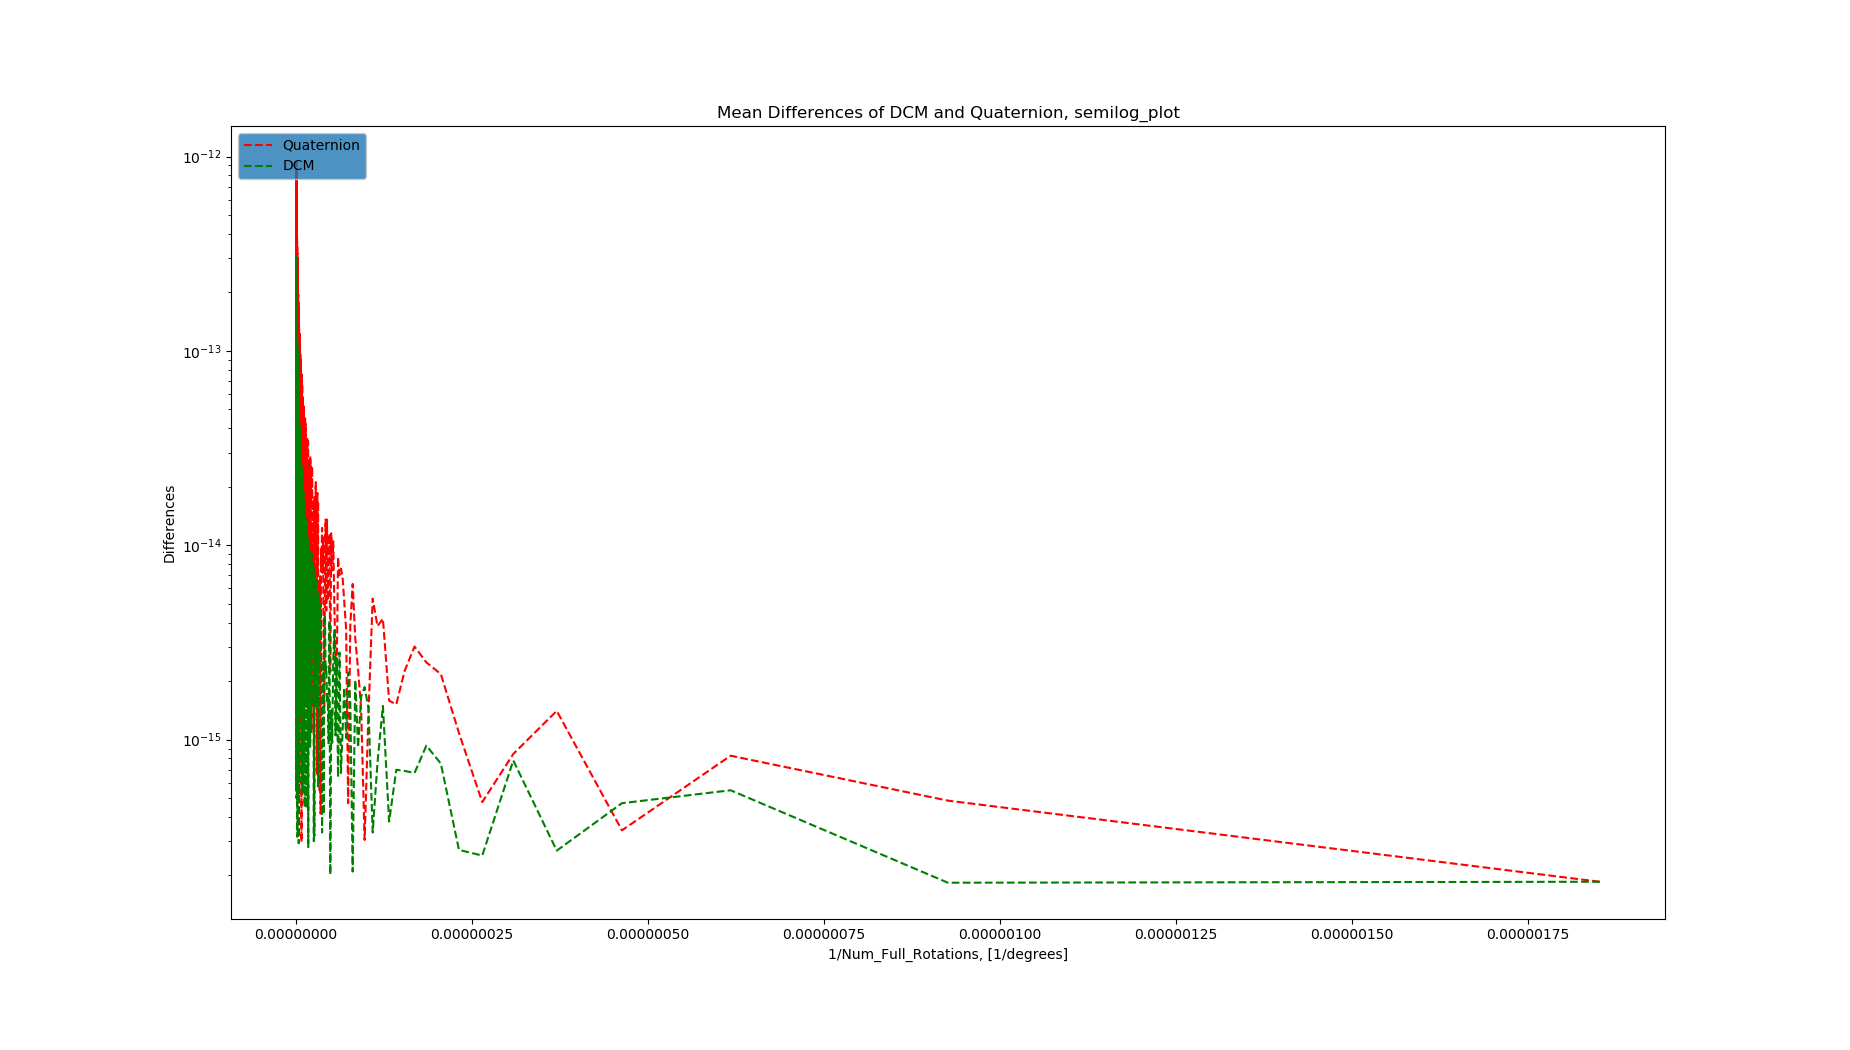 Mean Differences of DCM and Quaternion, semilog_plot
Quaternion
DCM
10⁻¹²
10⁻¹³
10⁻¹⁴
10⁻¹⁵
Differences
0.00000000 0.00000025 0.00000050 0.00000075 0.00000100 0.00000125 0.00000150 0.00000175
1/Num_Full_Rotations, [1/degrees]